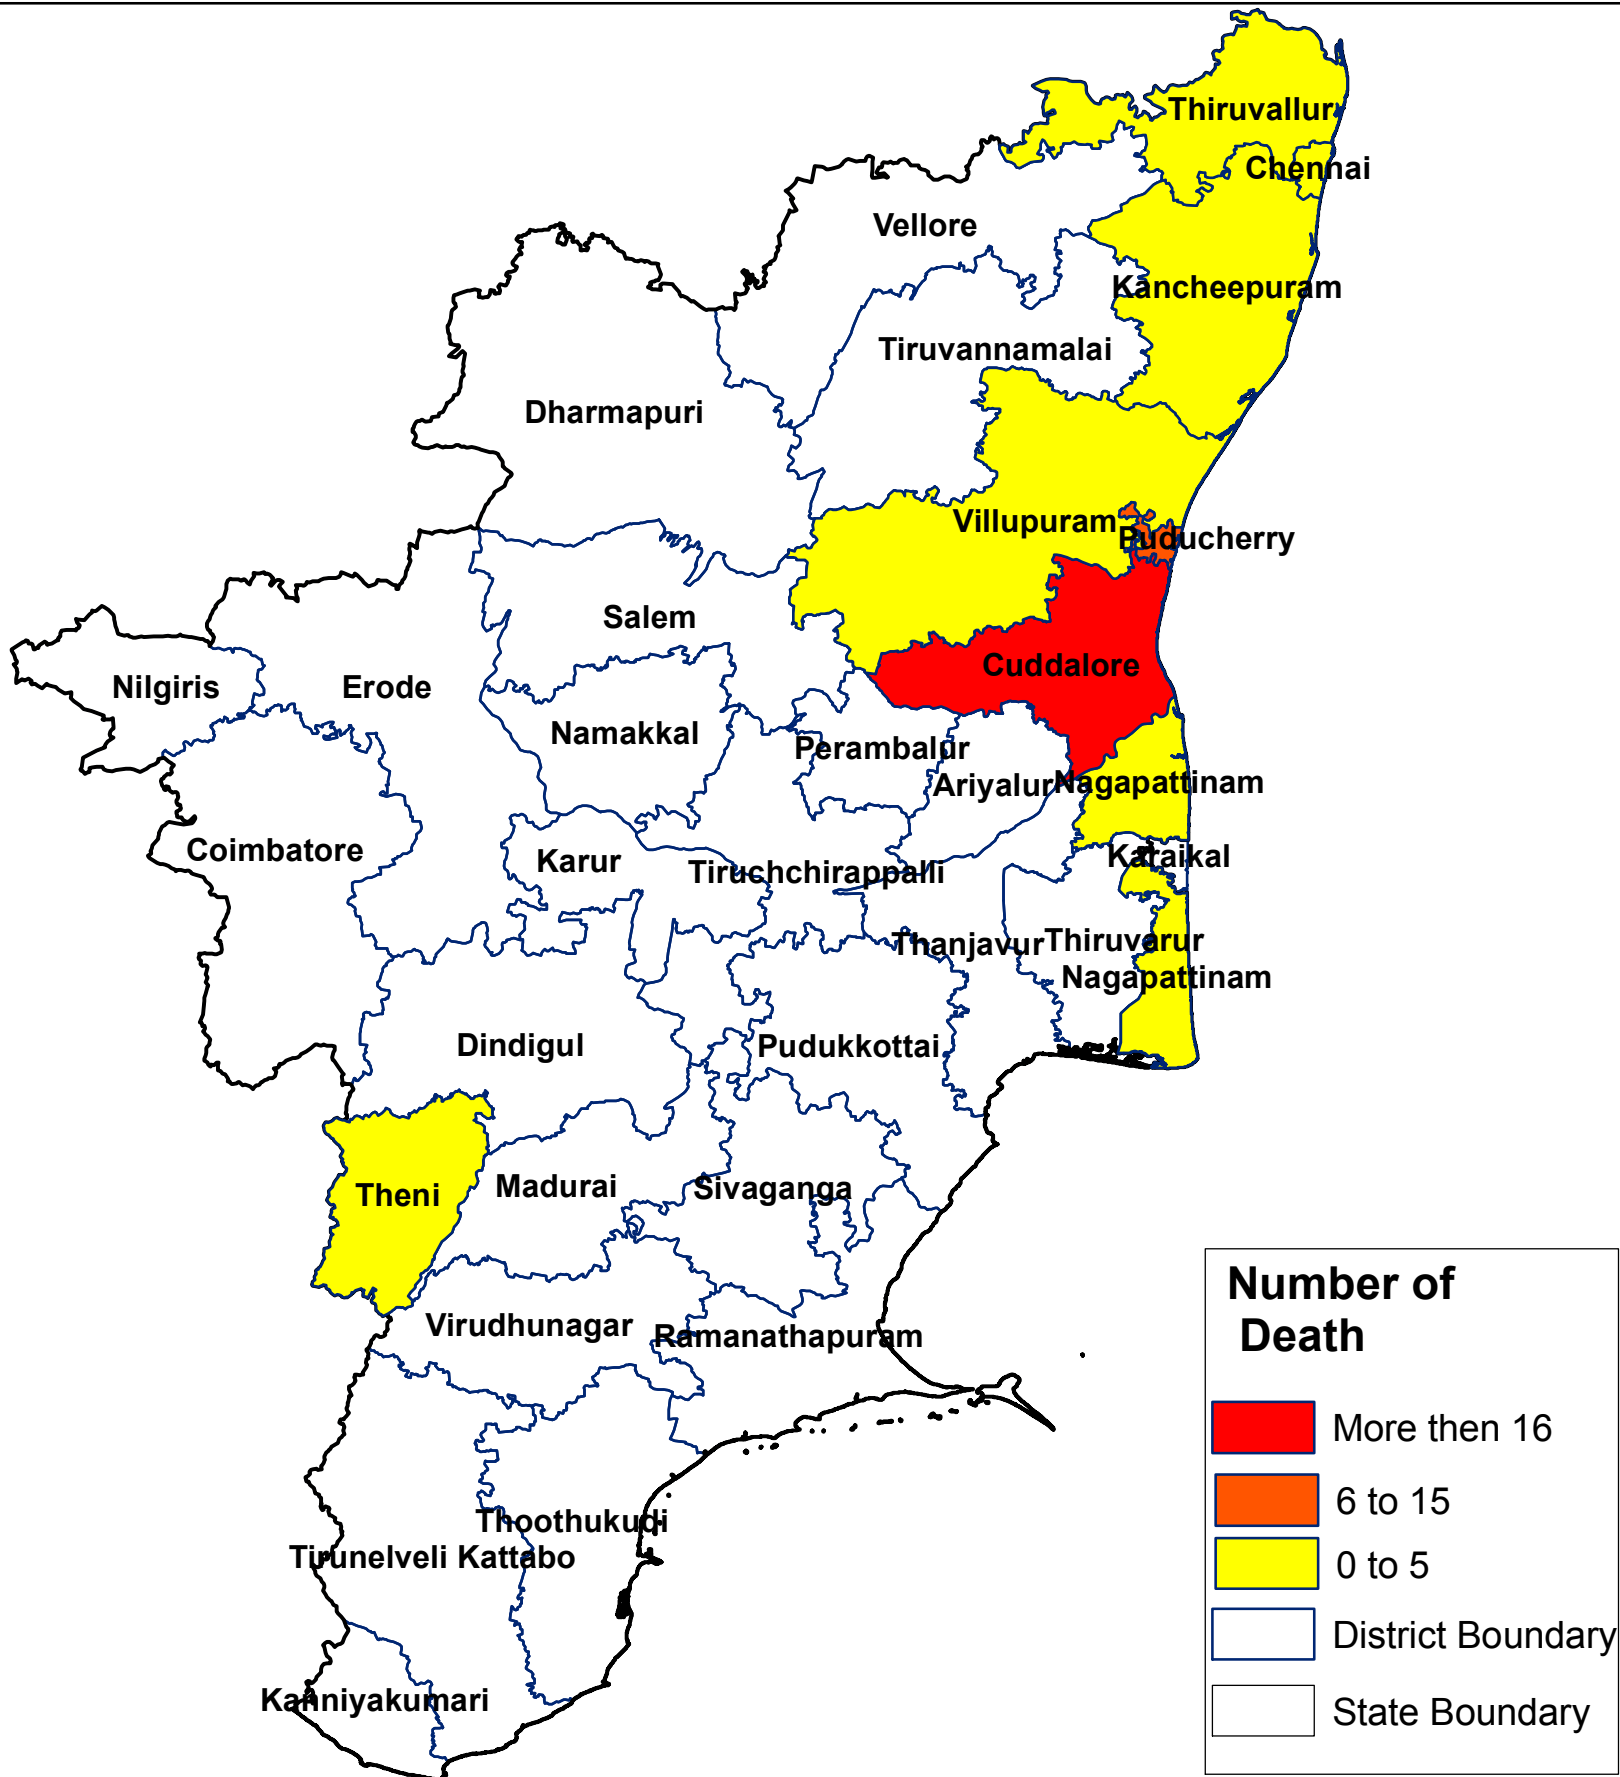 Thiruvallur
Chennai
Vellore
Kancheepuram
Tiruvannamalai
Dharmapuri
Villupuram
Puducherry
Salem
Cuddalore
Nilgiris
Erode
Namakkal
Perambalur
Ariyalur
Nagapattinam
Coimbatore
Karur
Tiruchchirappalli
Karaikal
Thanjavur
Thiruvarur
Nagapattinam
Dindigul
Pudukkottai
Theni
Madurai
Sivaganga
Virudhunagar
Ramanathapuram
Thoothukudi
Tirunelveli Kattabo
Kanniyakumari
Number of
Death
More then 16
6 to 15
0 to 5
District Boundary
State Boundary